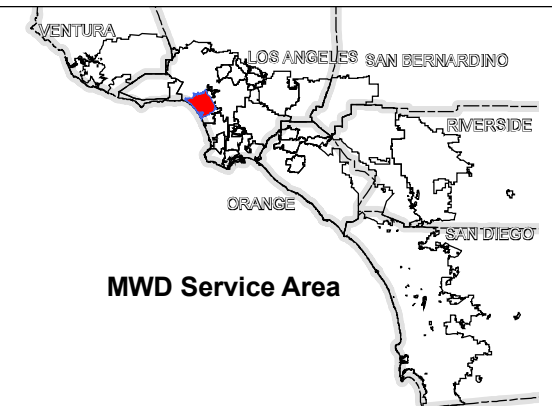 VENTURA
LOS ANGELES
SAN BERNARDINO
RIVERSIDE
ORANGE
SAN DIEGO
MWD Service Area